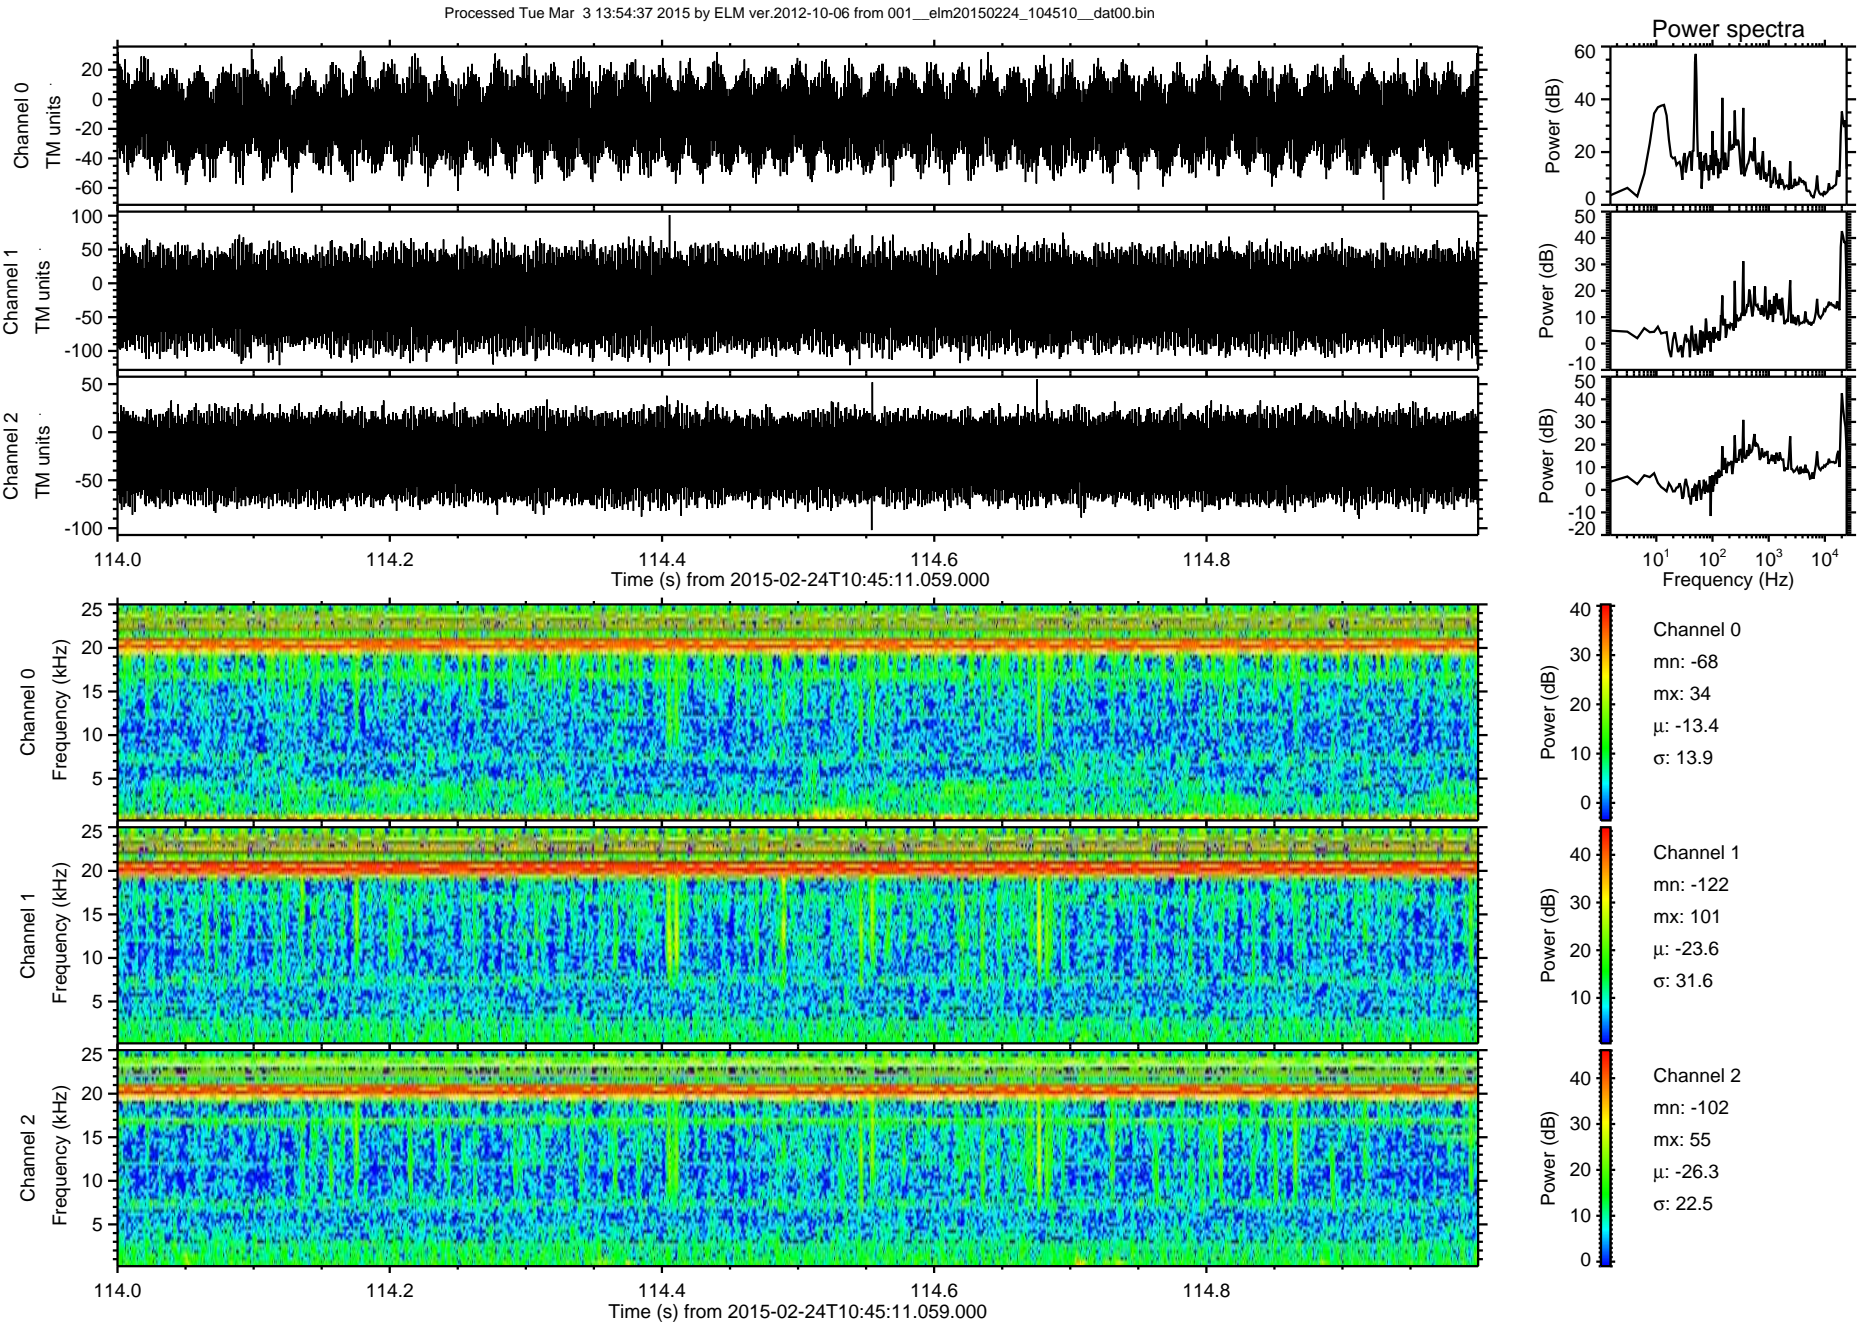 Processed Tue Mar  3 13:54:37 2015 by ELM ver.2012-10-06 from 001__elm20150224_104510__dat00.bin
Power spectra
Channel 0
TM units
20
0
-20
-40
-60
Power (dB)
60
40
20
0
Channel 1
TM units
100
50
0
-50
-100
Power (dB)
50
40
30
20
10
0
-10
Channel 2
TM units
50
0
-50
-100
Power (dB)
50
40
30
20
10
0
-10
-20
114.0 114.2 114.4 114.6 114.8
Time (s) from 2015-02-24T10:45:11.059.000
10^1 10^2 10^3 10^4
Frequency (Hz)
Channel 0
Frequency (kHz)
25
20
15
10
5
Power (dB)
40
30
20
10
0
Channel 0
mn: -68
mx: 34
μ: -13.4
σ: 13.9
Channel 1
Frequency (kHz)
25
20
15
10
5
Power (dB)
40
30
20
10
Channel 1
mn: -122
mx: 101
μ: -23.6
σ: 31.6
Channel 2
Frequency (kHz)
25
20
15
10
5
Power (dB)
40
30
20
10
0
Channel 2
mn: -102
mx: 55
μ: -26.3
σ: 22.5
114.0 114.2 114.4 114.6 114.8
Time (s) from 2015-02-24T10:45:11.059.000